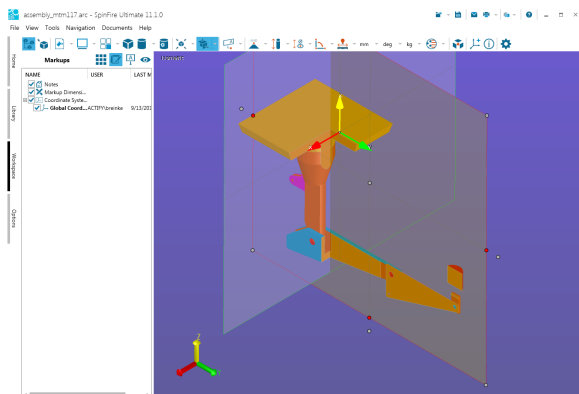 assembly_mtm117.arc - SpinFire Ultimate 11.1.0
File View Tools Navigation Documents Help
mm deg kg
Home
Library
Workspace
Options
Markups
NAME USER LAST M
Notes
Markup Dimensi...
Coordinate Syste...
Global Coord... ACTIFY\breinke 9/13/201
Z